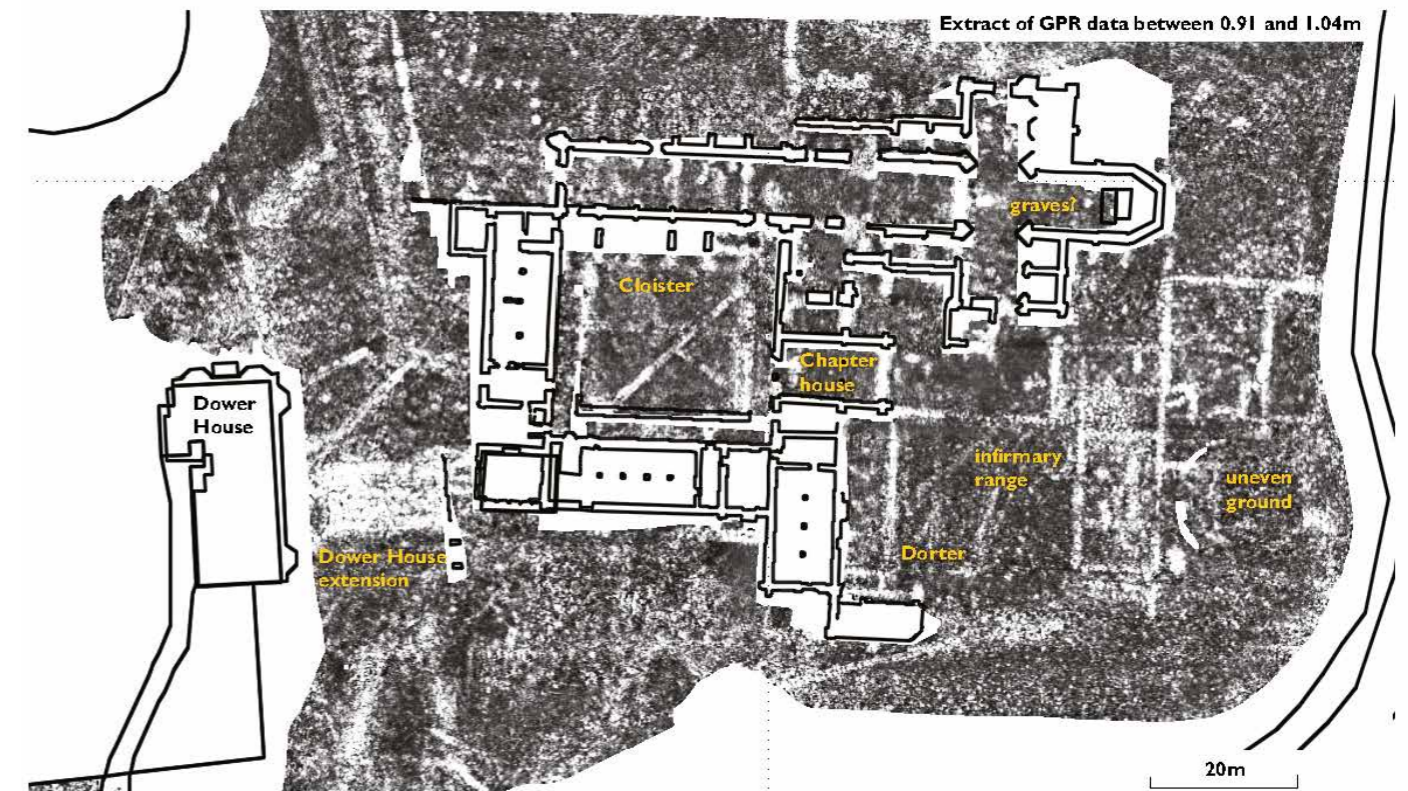 Extract of GPR data between 0.91 and 1.04m
graves?
Cloister
Chapter
house
Dower
House
infirmary
range
uneven
ground
Dorter
Dower House
extension
20m